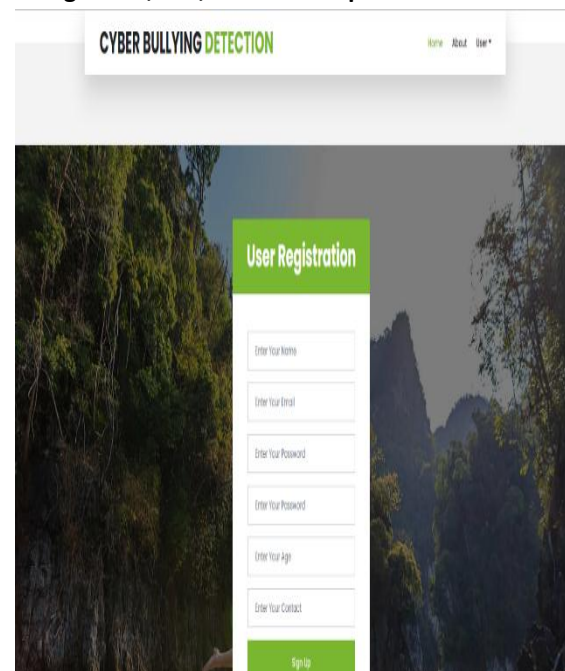 CYBER BULLYING DETECTION
Home About User
User Registration
Enter Your Name
Enter Your Email
Enter Your Password
Enter Your Password
Enter Your Age
Enter Your Contact
Sign Up